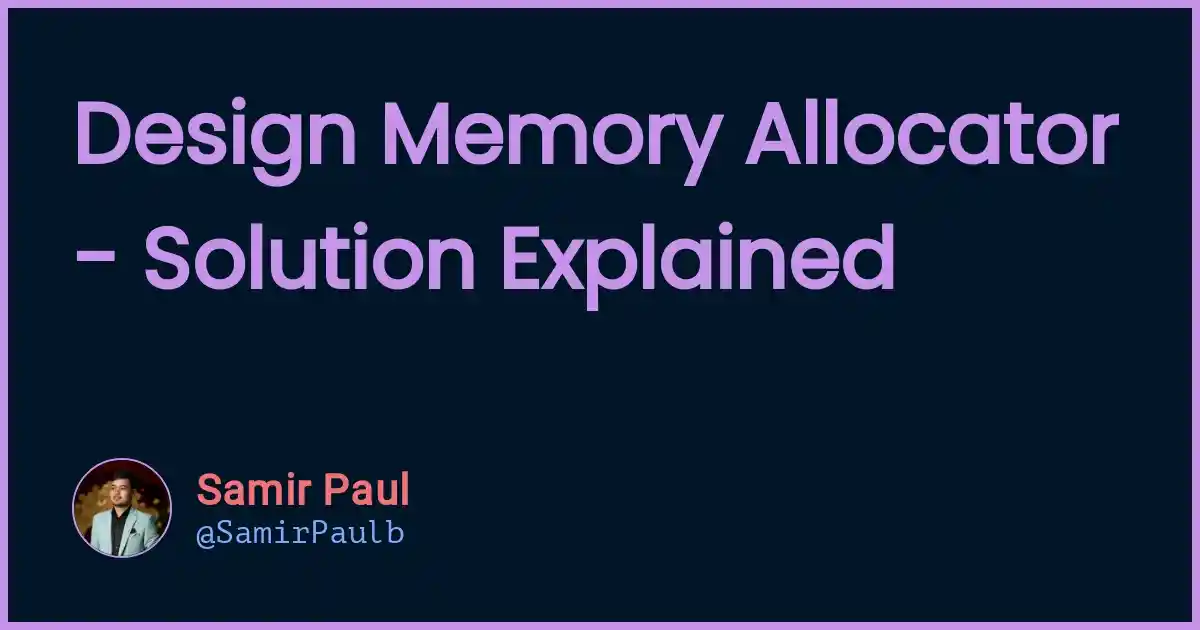 Design Memory Allocator
- Solution Explained
Samir Paul
@SamirPaulb